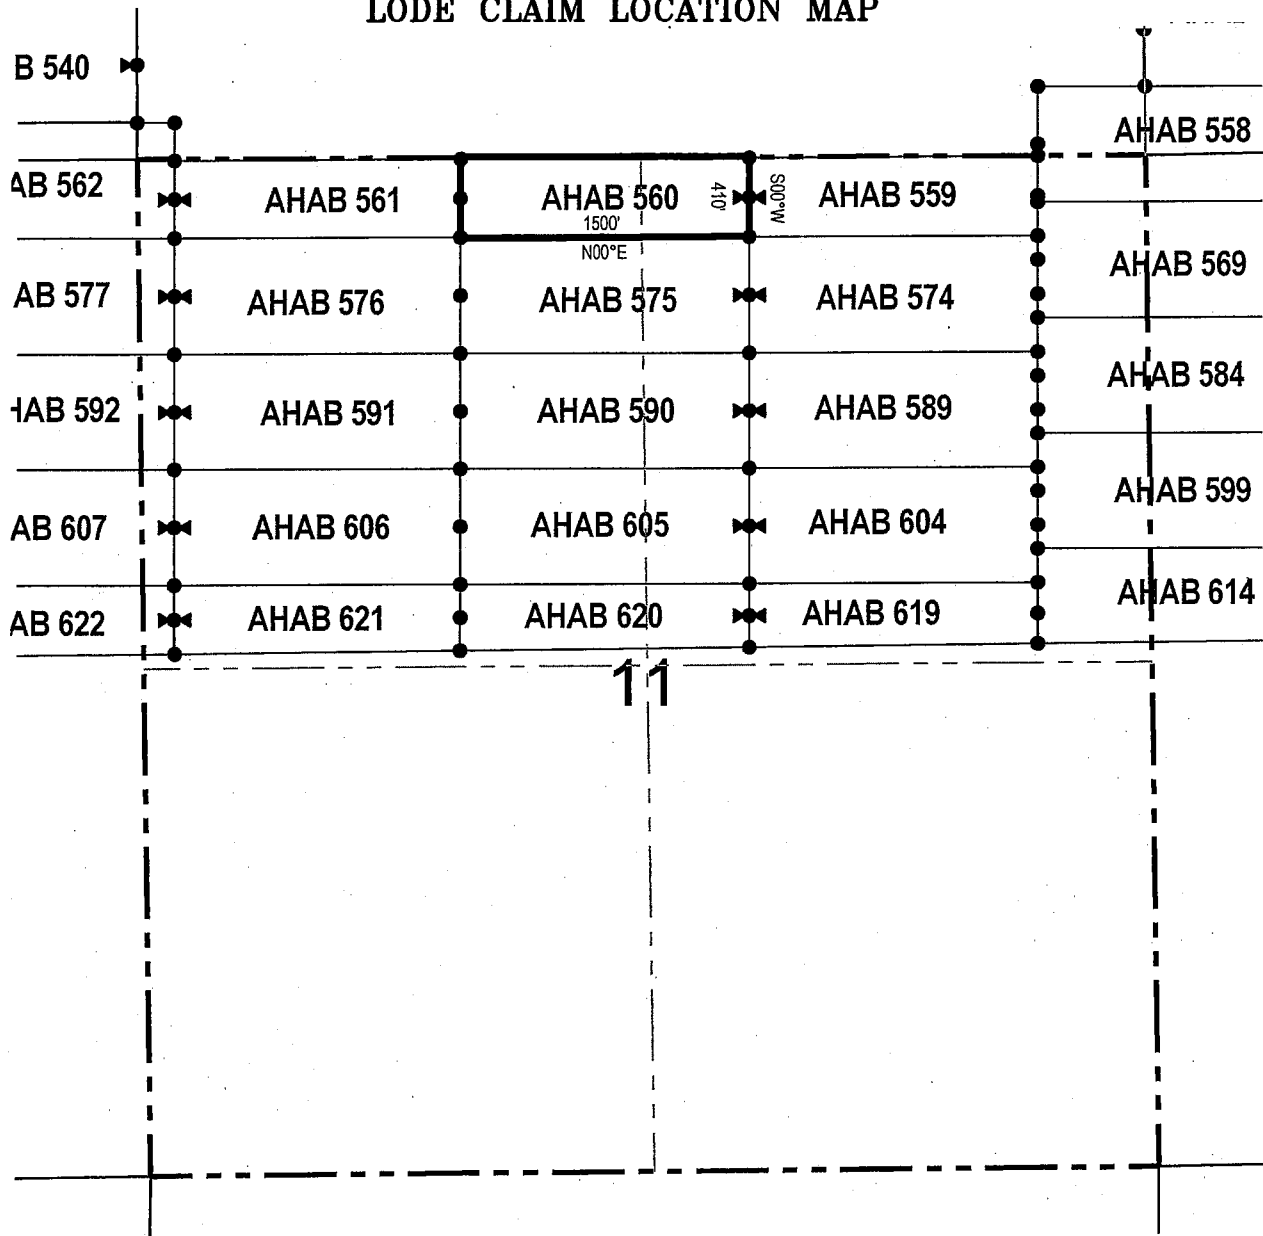 LODE CLAIM LOCATION MAP
B 540
AHAB 558
AB 562
AHAB 561
AHAB 560
1500'
N00°E
410'
S00°W
AHAB 559
AHAB 569
AB 577
AHAB 576
AHAB 575
AHAB 574
AHAB 584
HAB 592
AHAB 591
AHAB 590
AHAB 589
AHAB 599
AB 607
AHAB 606
AHAB 605
AHAB 604
AHAB 614
AB 622
AHAB 621
AHAB 620
AHAB 619
11